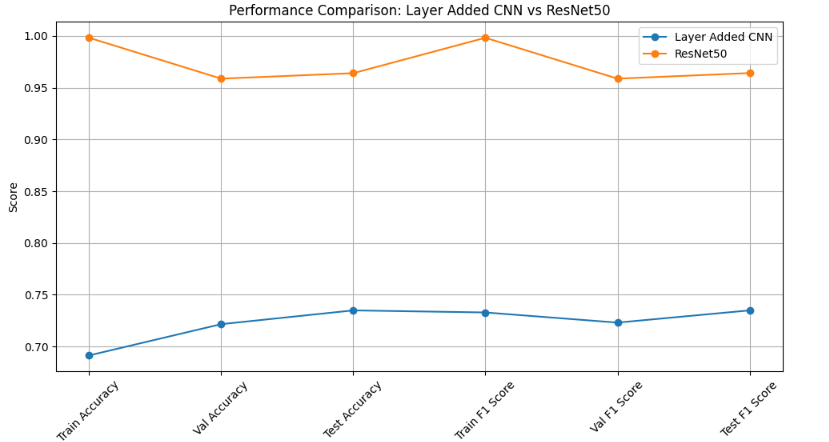 Performance Comparison: Layer Added CNN vs ResNet50
Layer Added CNN
ResNet50
Score
1.00
0.95
0.90
0.85
0.80
0.75
0.70
Train Accuracy
Val Accuracy
Test Accuracy
Train F1 Score
Val F1 Score
Test F1 Score